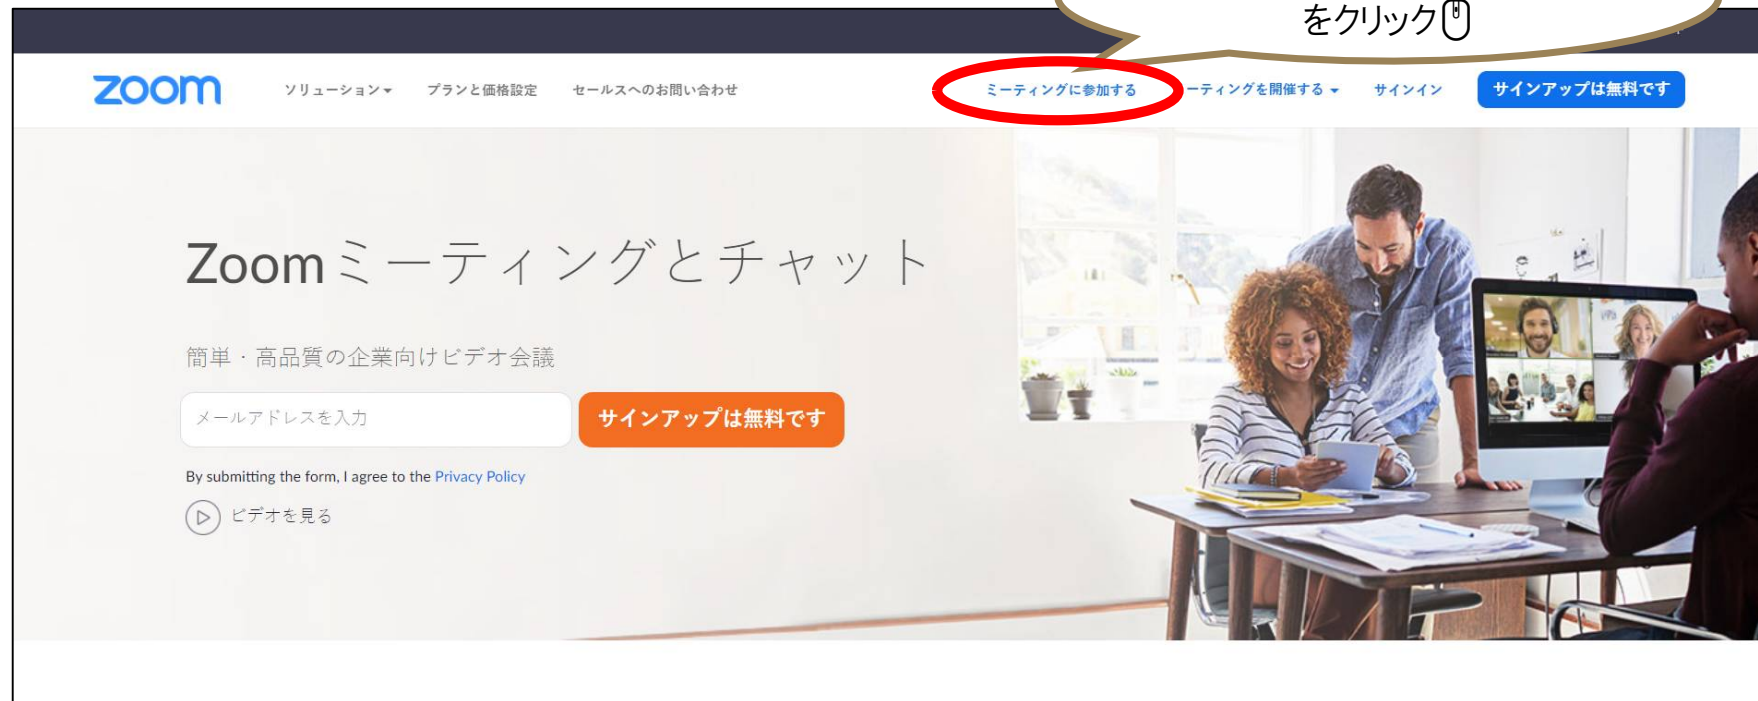 をクリック
zoom
ソリューション
プランと価格設定
セールスへのお問い合わせ
ミーティングに参加する
ーティングを開催する
サインイン
サインアップは無料です
Zoomミーティングとチャット
簡単・高品質の企業向けビデオ会議
メールアドレスを入力
サインアップは無料です
By submitting the form, I agree to the Privacy Policy
ビデオを見る